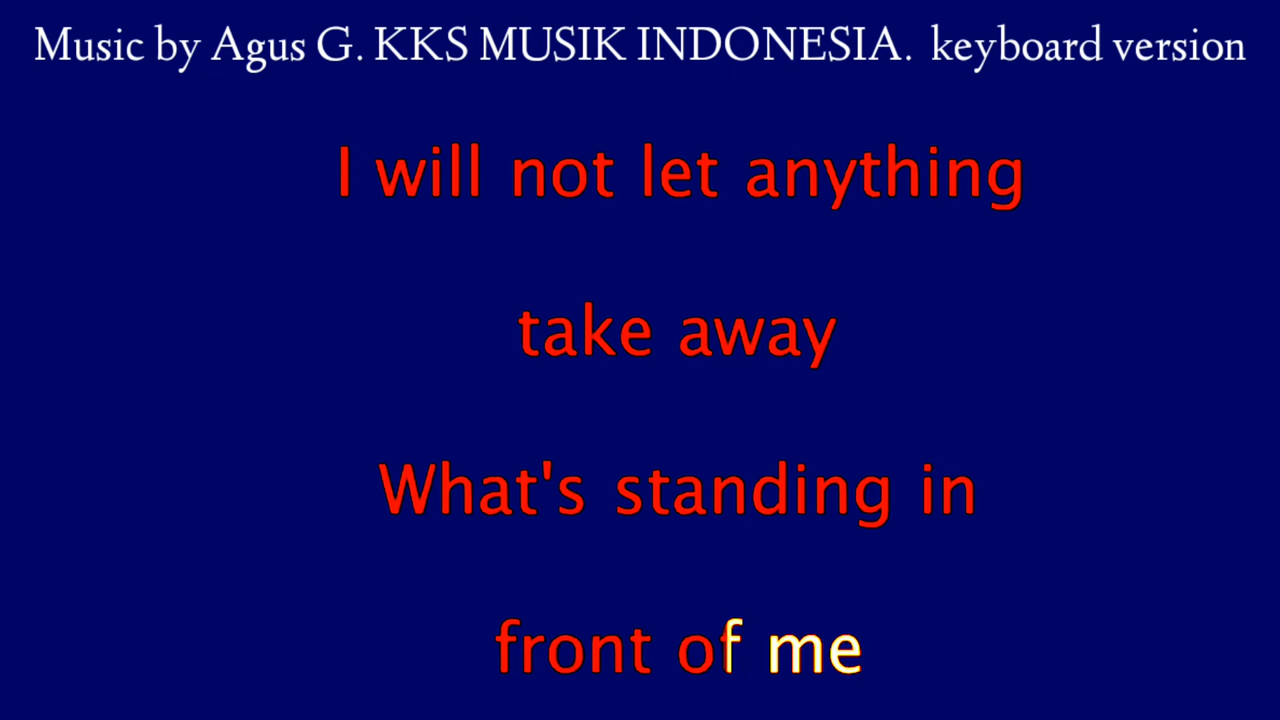 Music by Agus G. KKS MUSIK INDONESIA. keyboard version
I will not let anything
take away
What's standing in
front of me